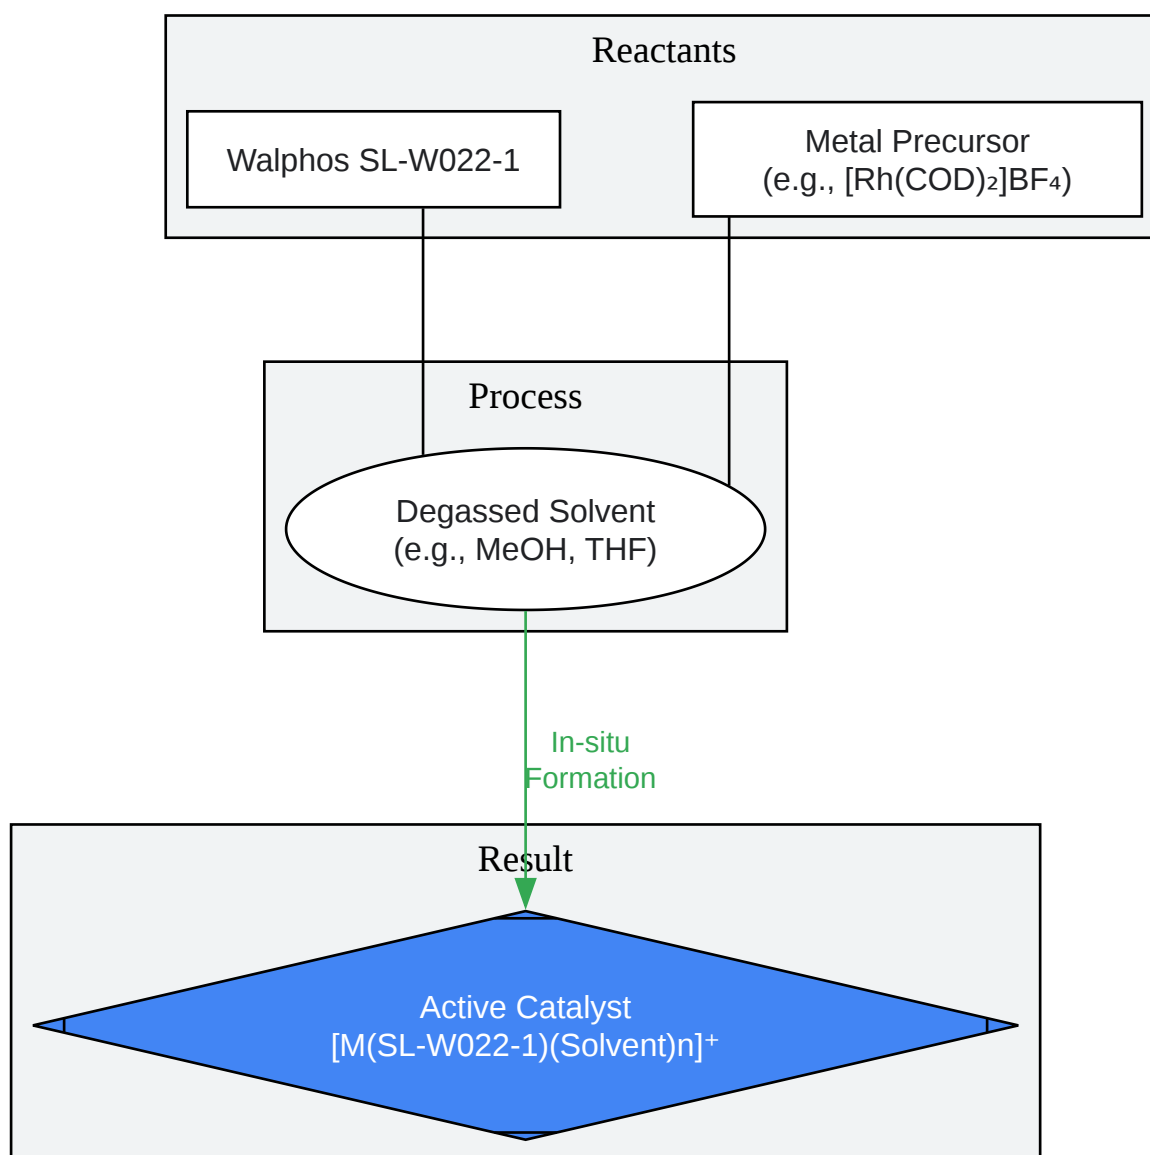 Reactants
Walphos SL-W022-1
Metal Precursor
(e.g., [Rh(COD)₂]BF₄)
Process
Degassed Solvent
(e.g., MeOH, THF)
In-situ
Formation
Result
Active Catalyst
[M(SL-W022-1)(Solvent)n]⁺